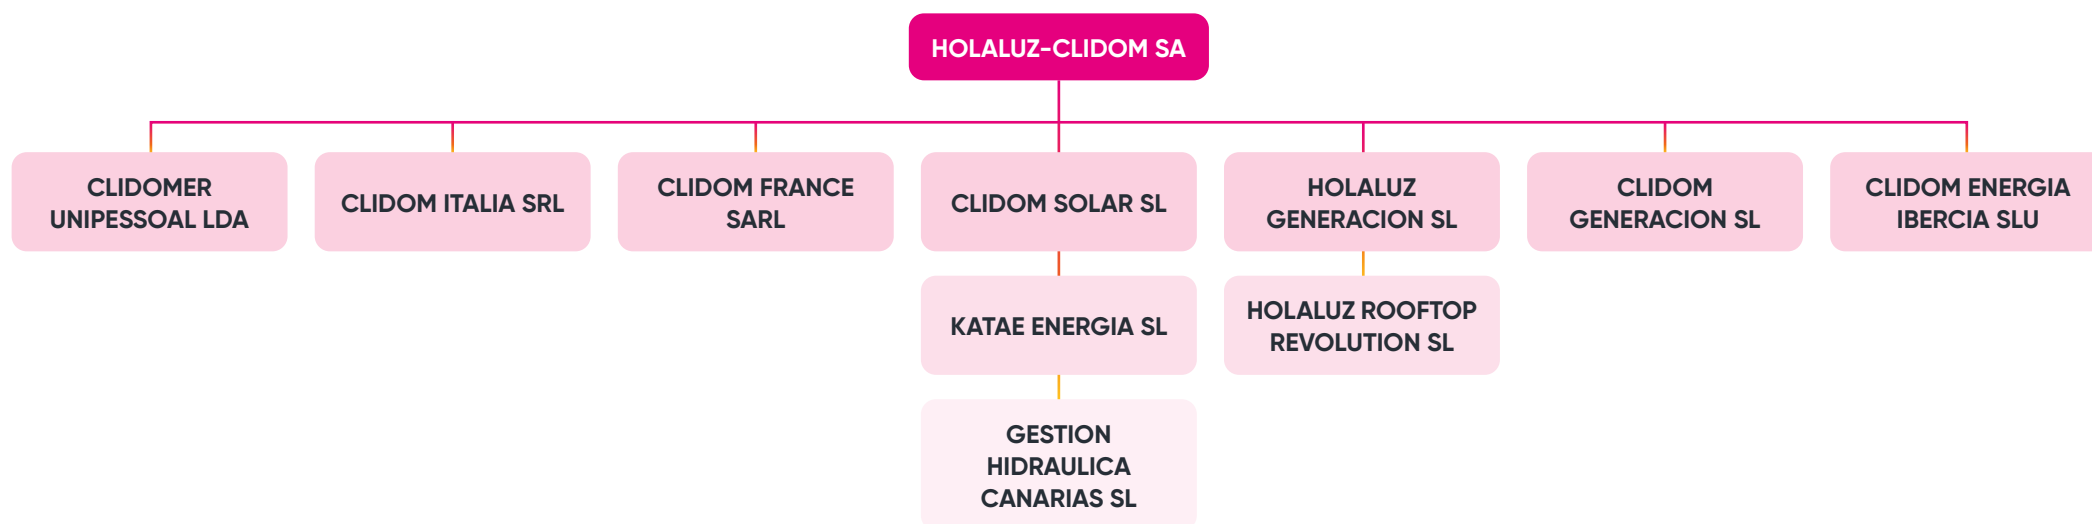 HOLALUZ-CLIDOM SA
CLIDOMER
UNIPESSOAL LDA
CLIDOM ITALIA SRL
CLIDOM FRANCE
SARL
CLIDOM SOLAR SL
HOLALUZ
GENERACION SL
CLIDOM
GENERACION SL
CLIDOM ENERGIA
IBERCIA SLU
KATAE ENERGIA SL
HOLALUZ ROOFTOP
REVOLUTION SL
GESTION
HIDRAULICA
CANARIAS SL